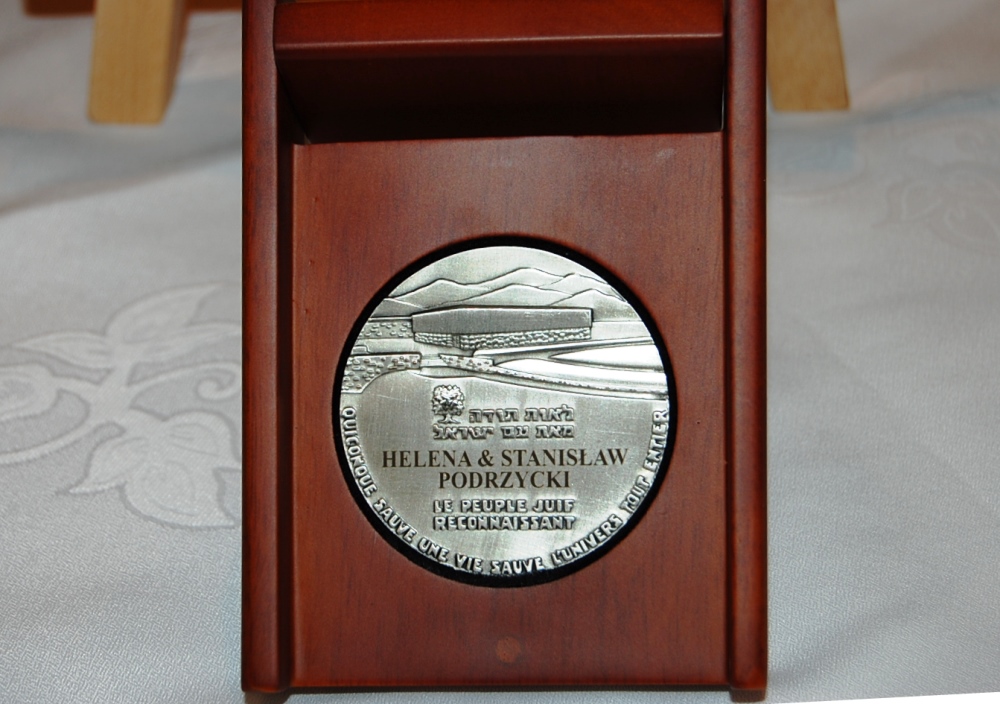 לאות תודה
מאת עם ישראל
HELENA & STANISŁAW
PODRZYCKI
LE PEUPLE JUIF
RECONNAISSANT
QUICONQUE SAUVE UNE VIE SAUVE L'UNIVERS TOUT ENTIER